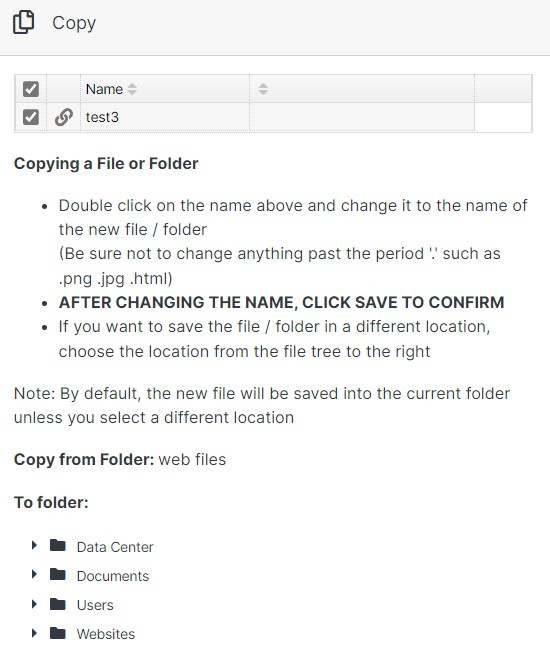 Copy
Name
test3
Copying a File or Folder
• Double click on the name above and change it to the name of
the new file / folder
(Be sure not to change anything past the period '.' such as
.png .jpg .html)
• AFTER CHANGING THE NAME, CLICK SAVE TO CONFIRM
• If you want to save the file / folder in a different location,
choose the location from the file tree to the right
Note: By default, the new file will be saved into the current folder
unless you select a different location
Copy from Folder: web files
To folder:
Data Center
Documents
Users
Websites